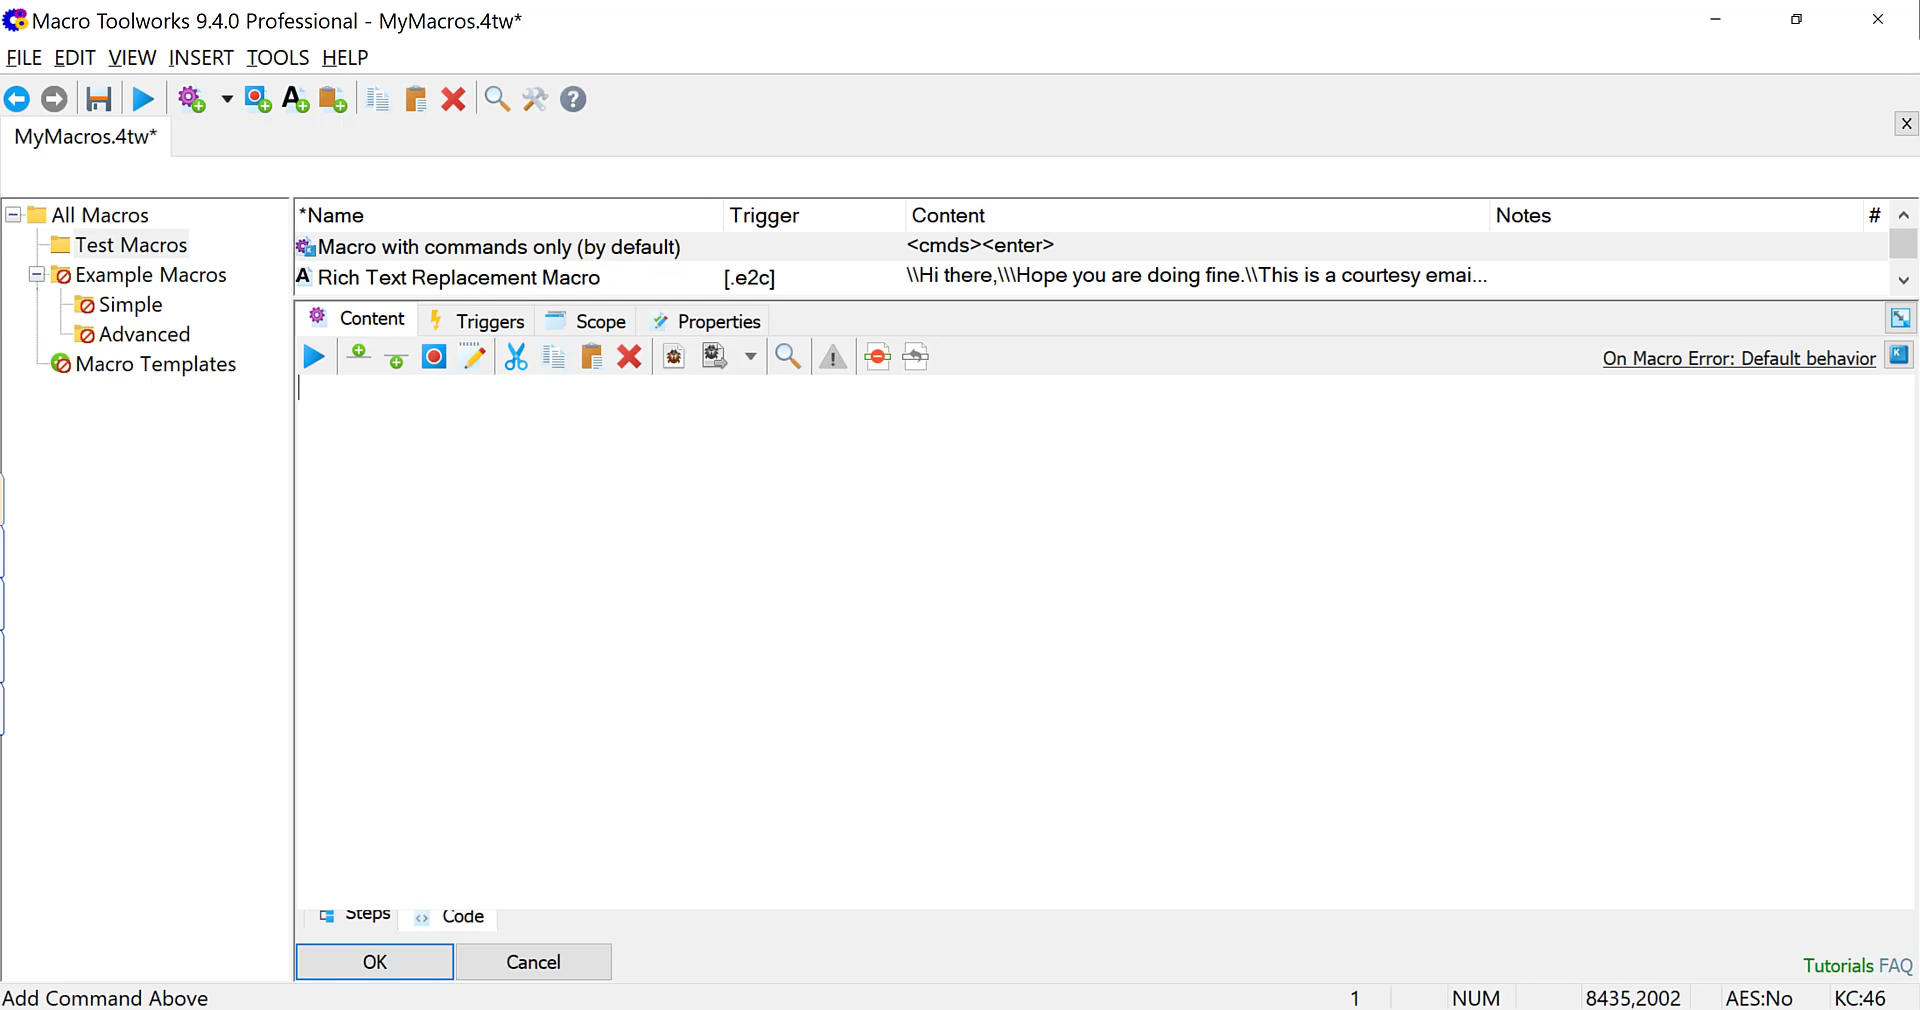 Macro Toolworks 9.4.0 Professional - MyMacros.4tw*
FILE EDIT VIEW INSERT TOOLS HELP
MyMacros.4tw*
All Macros
Test Macros
Example Macros
Simple
Advanced
Macro Templates
*Name Trigger Content Notes #
Macro with commands only (by default) <cmds><enter>
Rich Text Replacement Macro [.e2c] \\Hi there,\\\Hope you are doing fine.\\This is a courtesy emai...
Content Triggers Scope Properties
On Macro Error: Default behavior
Steps Code
OK Cancel
Tutorials FAQ
Add Command Above 1 NUM 8435,2002 AES:No KC:46